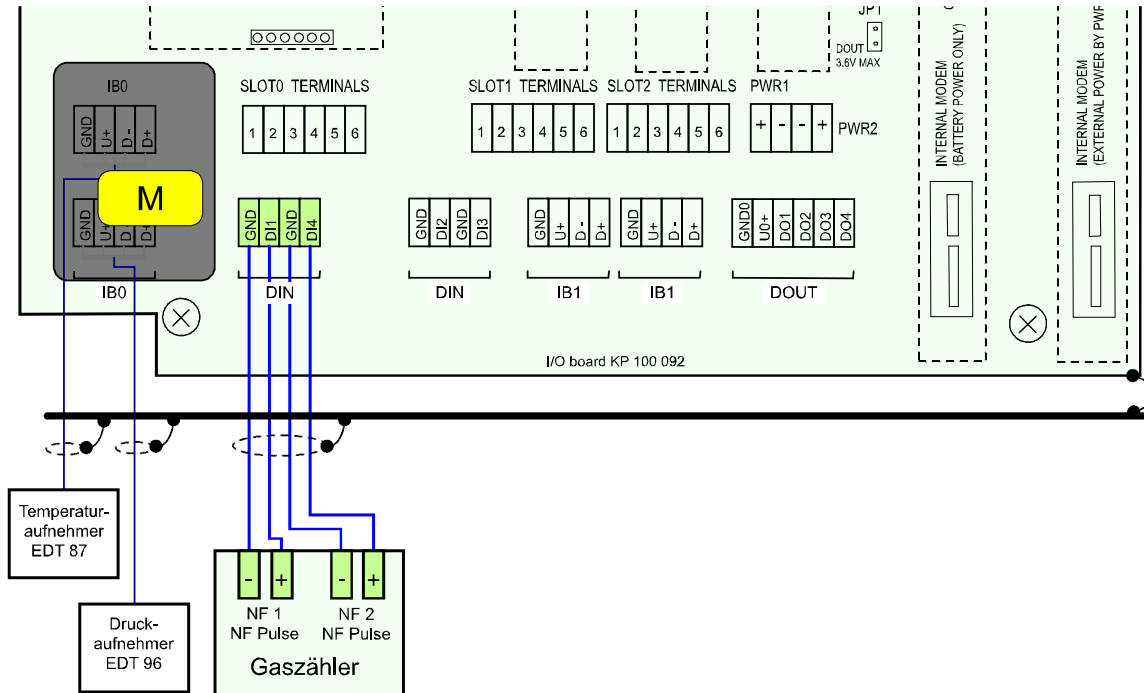 JP1
DOUT
3,6V MAX
INTERNAL MODEM
(BATTERY POWER ONLY)
INTERNAL MODEM
(EXTERNAL POWER BY PWR
IB0
SLOT0 TERMINALS
SLOT1 TERMINALS
SLOT2 TERMINALS
PWR1
GND
U+
D-
D+
1 2 3 4 5 6
1 2 3 4 5 6
1 2 3 4 5 6
+ - - +
PWR2
M
GND
U+
D-
D+
GND
DI1
GND
DI4
GND
DI2
GND
DI3
GND
U+
D-
D+
GND
U+
D-
D+
GND0
U0+
DO1
DO2
DO3
DO4
IB0
DIN
DIN
IB1
IB1
DOUT
I/O board KP 100 092
Temperatur-
aufnehmer
EDT 87
Druck-
aufnehmer
EDT 96
- + - +
NF 1
NF Pulse
NF 2
NF Pulse
Gaszähler